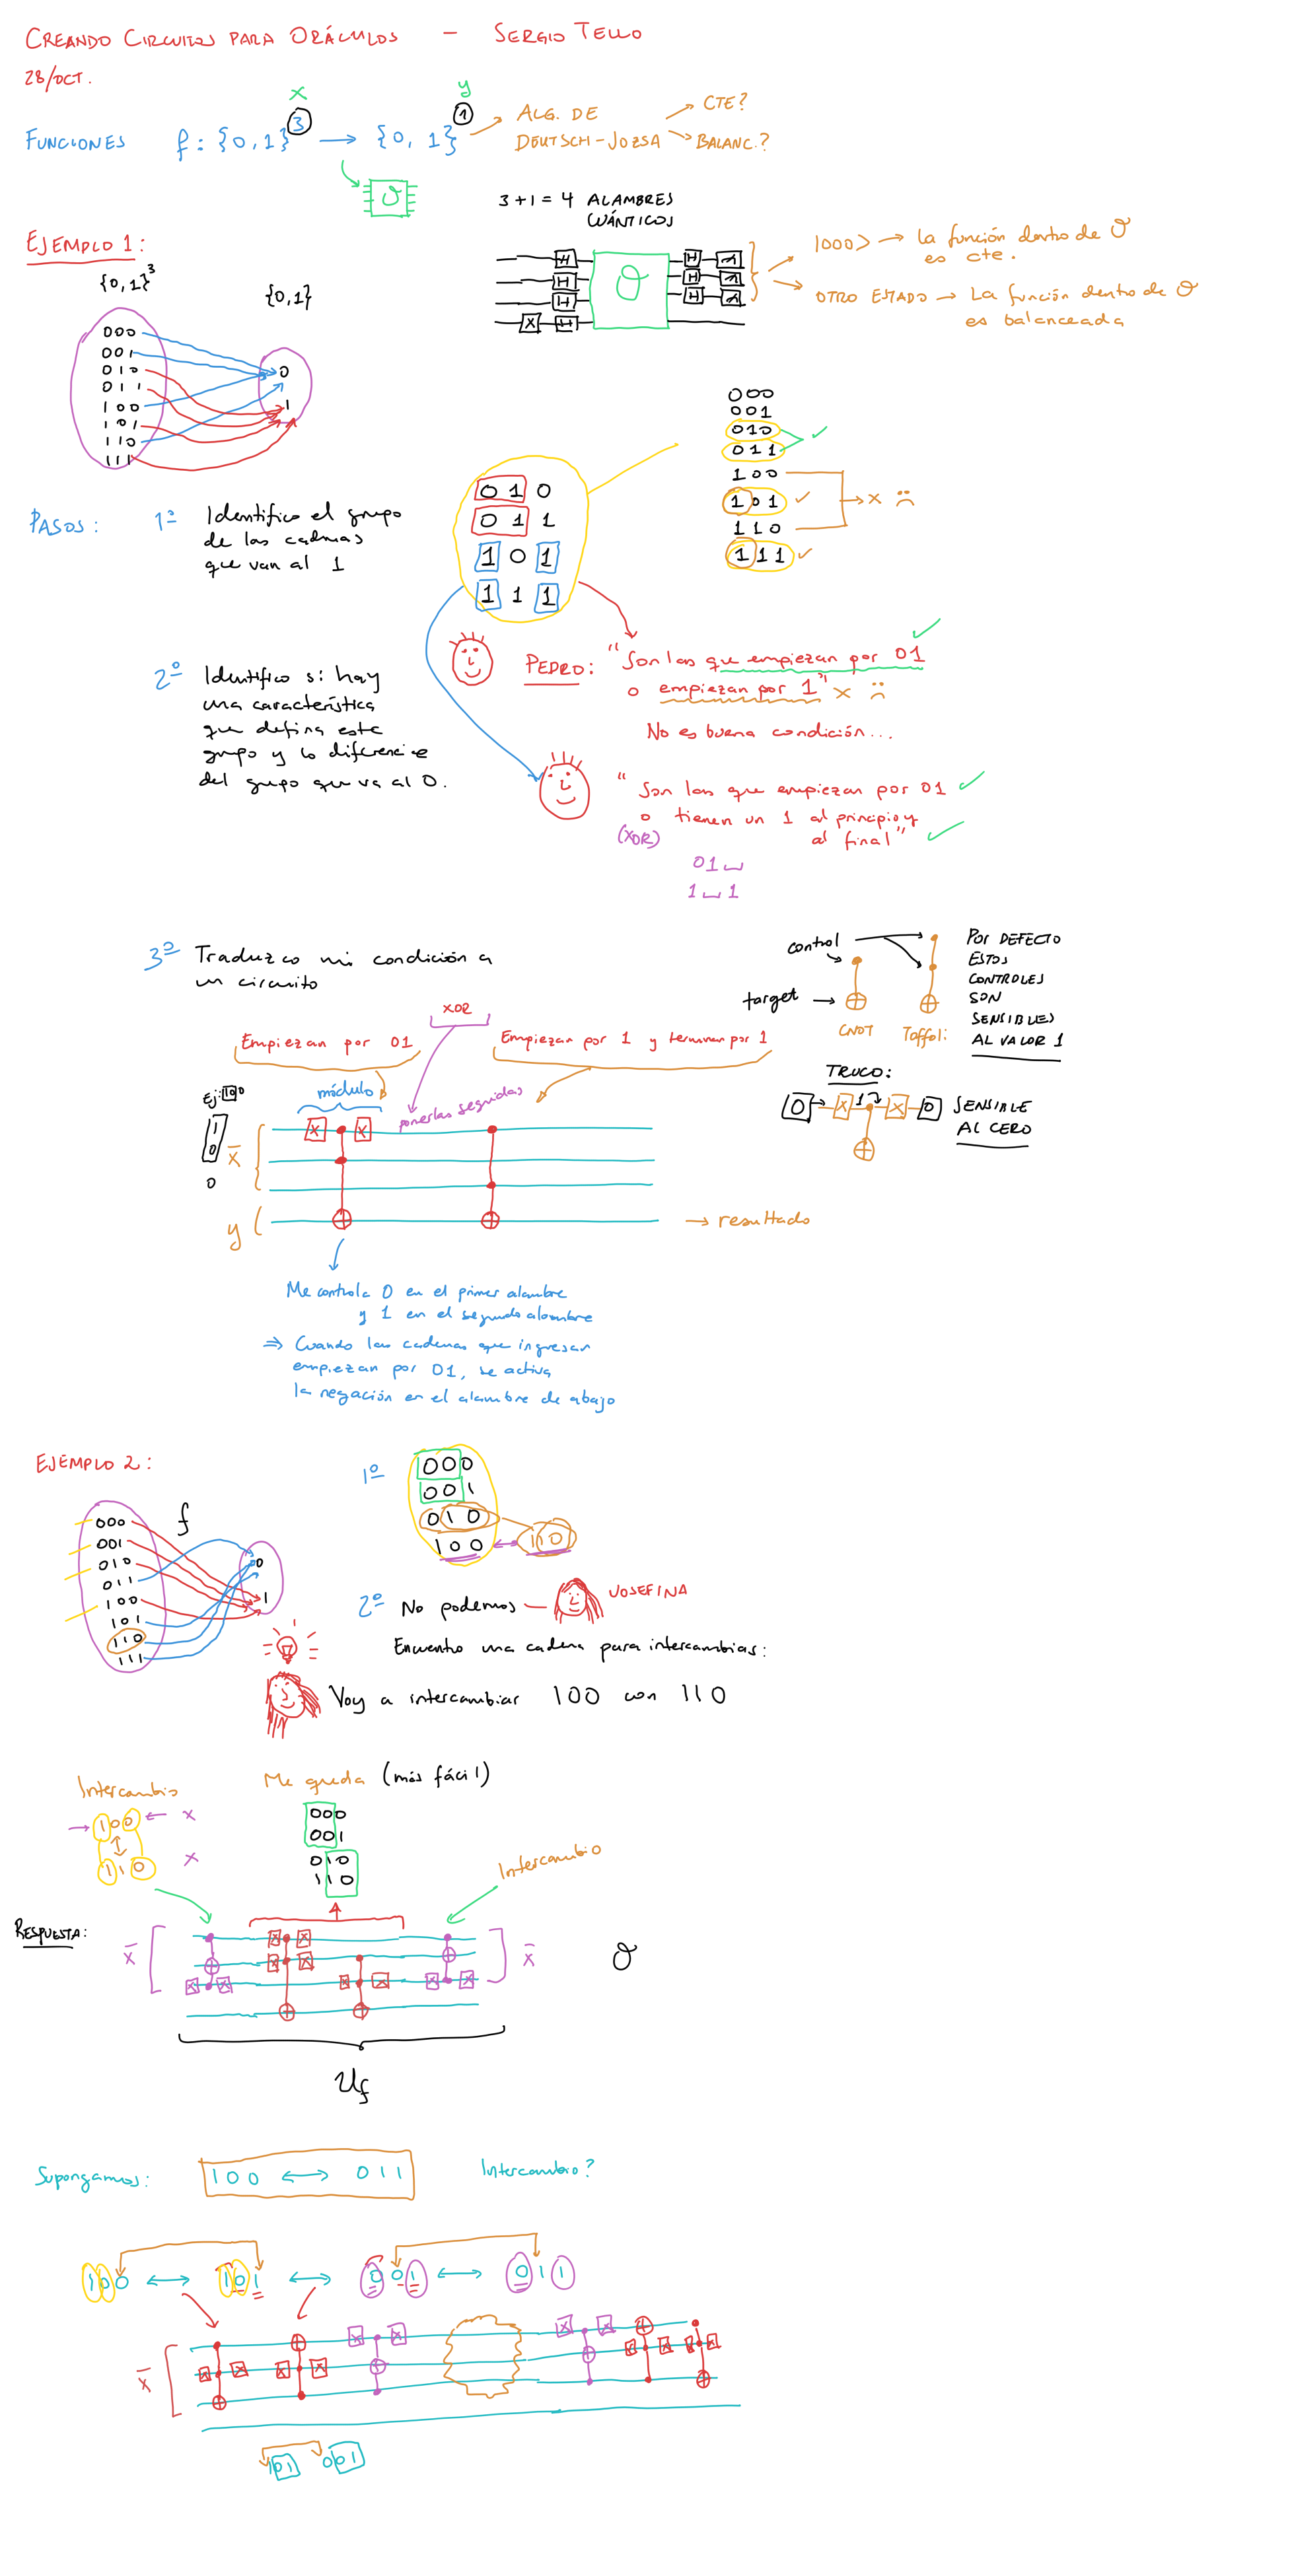 CREANDO CIRCUITOS PARA ORÁCULOS – SERGIO TELLO
28/OCT.
x y
FUNCIONES f: {0,1}³ → {0,1}¹ → ALG. DE DEUTSCH-JOZSA → CTE?
→ BALANC.?
O
3+1 = 4 ALAMBRES
CUÁNTICOS
EJEMPLO 1:
{0,1}³ {0,1}
H H
H H
H H
X H
O
|000> → La función dentro de O
es cte.
OTRO ESTADO → La función dentro de O
es balanceada
000
001
010
011
100
101
110
111
0
1
000
001
010
011 ✓
100
101 ✓ → x
110
111 ✓
PASOS: 1º Identifico el grupo
de las cadenas
que van al 1
010
011
101
111
2º Identifico si hay
una característica
que defina este
grupo y lo diferencie
del grupo que va al 0.
PEDRO: "Son las que empiezan por 01 ✓
o empiezan por 1" x
No es buena condición...
"Son las que empiezan por 01 ✓
o tienen un 1 al principio y
(XOR) al final" ✓
01␣
1␣1
3º Traduzco mi condición a
un circuito
control
target →
CNOT Toffoli
POR DEFECTO
ESTOS
CONTROLES
SON
SENSIBLES
AL VALOR 1
XOR
Empiezan por 01
Empiezan por 1 y terminan por 1
TRUCO:
0 → X 1 X 0 SENSIBLE
AL CERO
Ej: 100
módulo
ponerlas seguidas
1
0
0
x̄
X X
y
→ resultado
Me controla 0 en el primer alambre
y 1 en el segundo alambre
⇒ Cuando las cadenas que ingresan
empiezan por 01, se activa
la negación en el alambre de abajo
EJEMPLO 2:
1º
000
001
010
100 ↔ 110
f
000
001
010
011
100
101
110
111
0
1
2º No podemos — JOSEFINA
Encuentro una cadena para intercambiar:
Voy a intercambiar 100 con 110
Intercambio
→ 100 ← x
110 x
Me queda (más fácil)
000
001
010
110
Intercambio
RESPUESTA:
x̄ x̄ O
X X
X X
X X X X X X
U_f
Supongamos: 100 ↔ 011 Intercambio?
100 ↔ 101 ↔ 001 ↔ 011
x̄
X X X X
X X X X X X X X
101 001